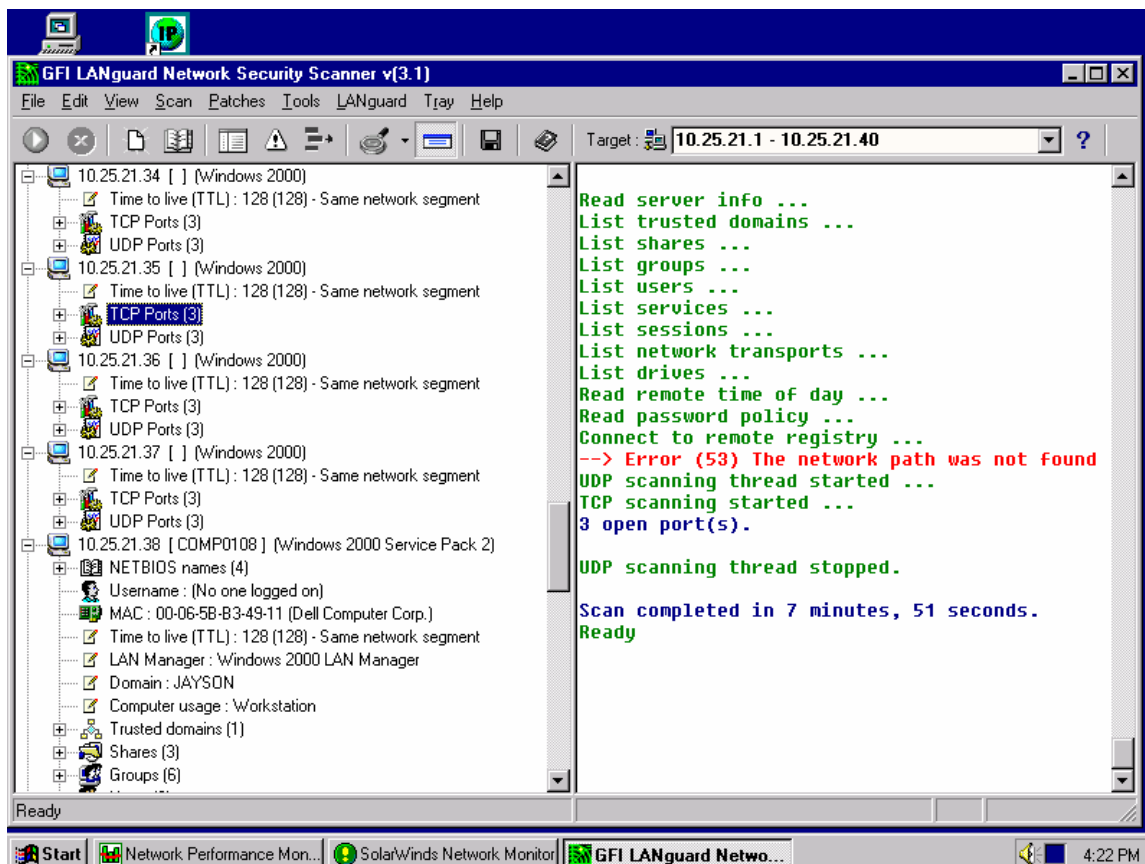 IP
GFI LANguard Network Security Scanner v(3.1)
File Edit View Scan Patches Tools LANguard Tray Help
Target : 10.25.21.1 - 10.25.21.40 ?
10.25.21.34 [ ] (Windows 2000)
Time to live (TTL) : 128 (128) - Same network segment
TCP Ports (3)
UDP Ports (3)
10.25.21.35 [ ] (Windows 2000)
Time to live (TTL) : 128 (128) - Same network segment
TCP Ports (3)
UDP Ports (3)
10.25.21.36 [ ] (Windows 2000)
Time to live (TTL) : 128 (128) - Same network segment
TCP Ports (3)
UDP Ports (3)
10.25.21.37 [ ] (Windows 2000)
Time to live (TTL) : 128 (128) - Same network segment
TCP Ports (3)
UDP Ports (3)
10.25.21.38 [ COMP0108 ] (Windows 2000 Service Pack 2)
NETBIOS names (4)
Username : (No one logged on)
MAC : 00-06-5B-B3-49-11 (Dell Computer Corp.)
Time to live (TTL) : 128 (128) - Same network segment
LAN Manager : Windows 2000 LAN Manager
Domain : JAYSON
Computer usage : Workstation
Trusted domains (1)
Shares (3)
Groups (6)
Read server info ...
List trusted domains ...
List shares ...
List groups ...
List users ...
List services ...
List sessions ...
List network transports ...
List drives ...
Read remote time of day ...
Read password policy ...
Connect to remote registry ...
--> Error (53) The network path was not found
UDP scanning thread started ...
TCP scanning started ...
3 open port(s).
UDP scanning thread stopped.
Scan completed in 7 minutes, 51 seconds.
Ready
Ready
Start Network Performance Mon... SolarWinds Network Monitor GFI LANguard Netwo... 4:22 PM